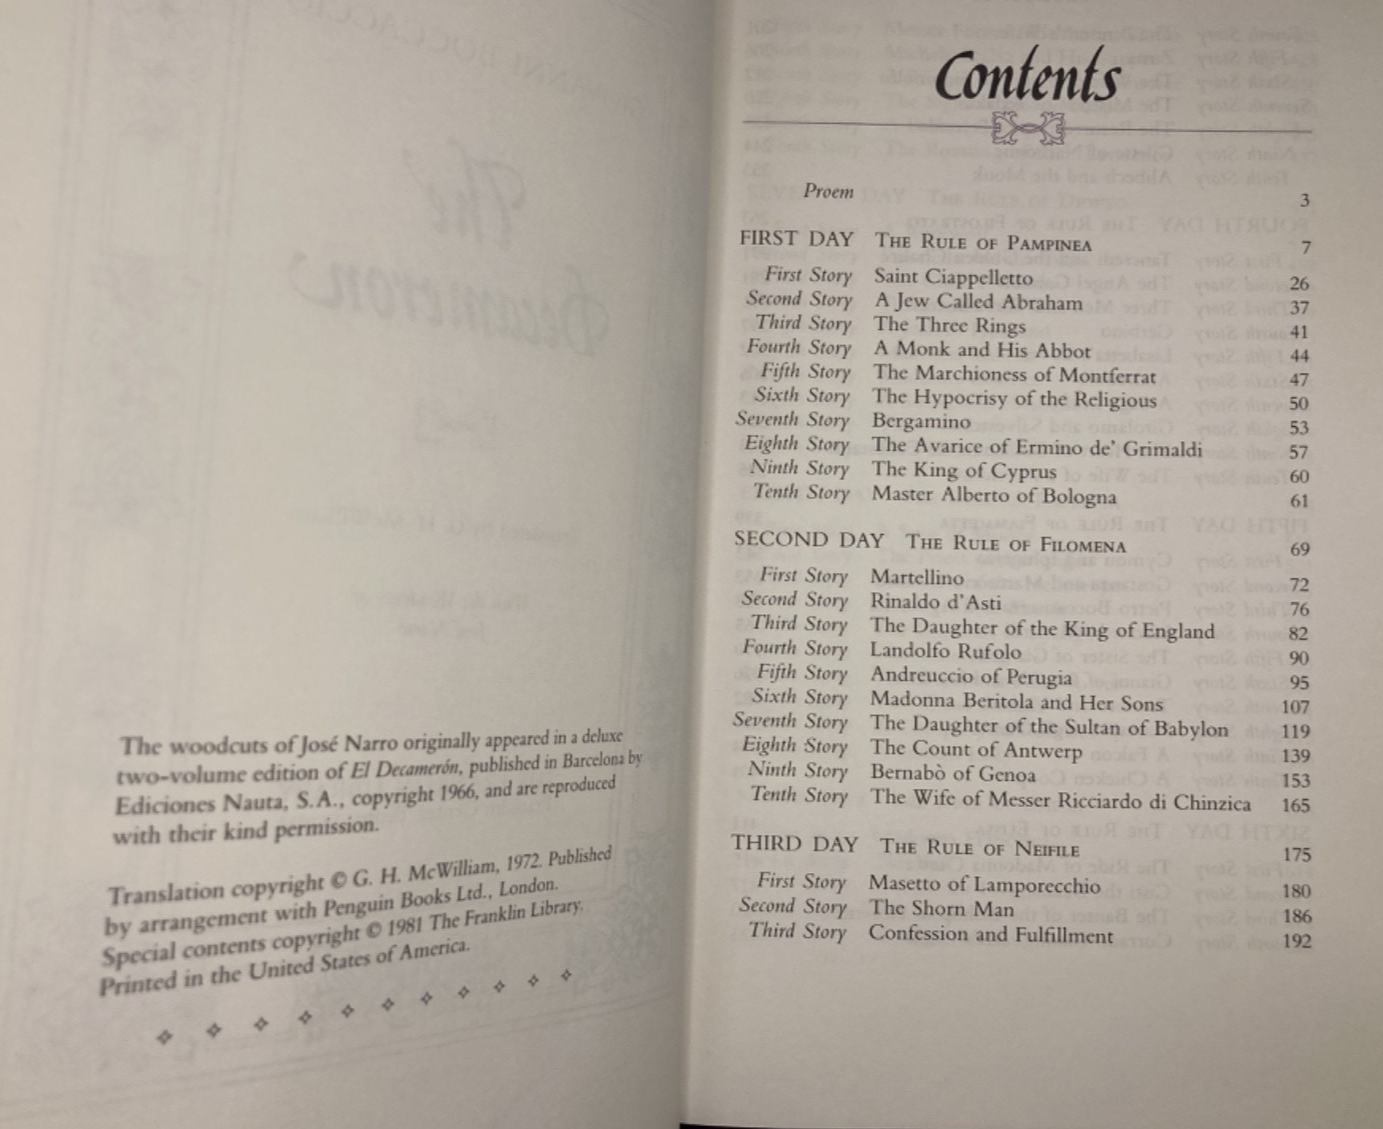 The woodcuts of José Narro originally appeared in a deluxe
two-volume edition of El Decamerón, published in Barcelona by
Ediciones Nauta, S.A., copyright 1966, and are reproduced
with their kind permission.
Translation copyright © G. H. McWilliam, 1972. Published
by arrangement with Penguin Books Ltd., London.
Special contents copyright © 1981 The Franklin Library.
Printed in the United States of America.
Contents
Proem 3
FIRST DAY THE RULE OF PAMPINEA 7
First Story Saint Ciappelletto 26
Second Story A Jew Called Abraham 37
Third Story The Three Rings 41
Fourth Story A Monk and His Abbot 44
Fifth Story The Marchioness of Montferrat 47
Sixth Story The Hypocrisy of the Religious 50
Seventh Story Bergamino 53
Eighth Story The Avarice of Ermino de' Grimaldi 57
Ninth Story The King of Cyprus 60
Tenth Story Master Alberto of Bologna 61
SECOND DAY THE RULE OF FILOMENA 69
First Story Martellino 72
Second Story Rinaldo d'Asti 76
Third Story The Daughter of the King of England 82
Fourth Story Landolfo Rufolo 90
Fifth Story Andreuccio of Perugia 95
Sixth Story Madonna Beritola and Her Sons 107
Seventh Story The Daughter of the Sultan of Babylon 119
Eighth Story The Count of Antwerp 139
Ninth Story Bernabò of Genoa 153
Tenth Story The Wife of Messer Ricciardo di Chinzica 165
THIRD DAY THE RULE OF NEIFILE 175
First Story Masetto of Lamporecchio 180
Second Story The Shorn Man 186
Third Story Confession and Fulfillment 192